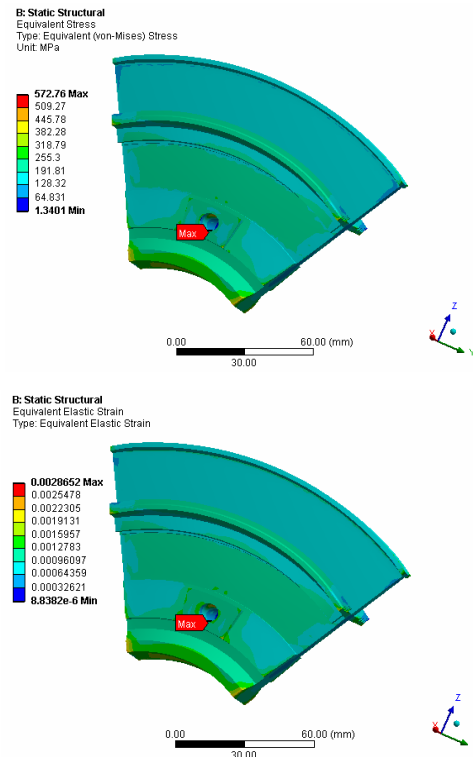 B: Static Structural
Equivalent Stress
Type: Equivalent (von-Mises) Stress
Unit: MPa
572.76 Max
509.27
445.78
382.28
318.79
255.3
191.81
128.32
64.831
1.3401 Min
Max
0.00 60.00 (mm)
30.00
Z
X
Y
B: Static Structural
Equivalent Elastic Strain
Type: Equivalent Elastic Strain
0.0028652 Max
0.0025478
0.0022305
0.0019131
0.0015957
0.0012783
0.00096097
0.00064359
0.00032621
8.8382e-6 Min
Max
0.00 60.00 (mm)
30.00
Z
X